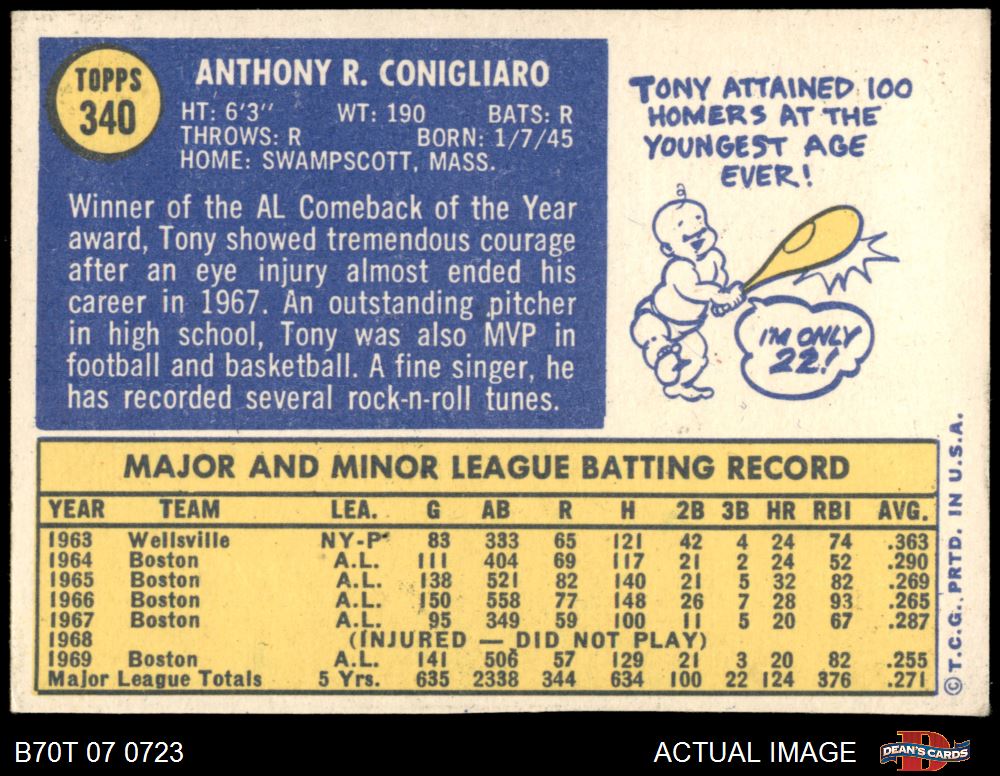 TOPPS
340
ANTHONY R. CONIGLIARO
HT: 6'3" WT: 190 BATS: R
THROWS: R BORN: 1/7/45
HOME: SWAMPSCOTT, MASS.
Winner of the AL Comeback of the Year
award, Tony showed tremendous courage
after an eye injury almost ended his
career in 1967. An outstanding pitcher
in high school, Tony was also MVP in
football and basketball. A fine singer, he
has recorded several rock-n-roll tunes.
TONY ATTAINED 100
HOMERS AT THE
YOUNGEST AGE
EVER!
I'M ONLY
22!
MAJOR AND MINOR LEAGUE BATTING RECORD
YEAR TEAM LEA. G AB R H 2B 3B HR RBI AVG.
1963 Wellsville NY-P 83 333 65 121 42 4 24 74 .363
1964 Boston A.L. 111 404 69 117 21 2 24 52 .290
1965 Boston A.L. 138 521 82 140 21 5 32 82 .269
1966 Boston A.L. 150 558 77 148 26 7 28 93 .265
1967 Boston A.L. 95 349 59 100 11 5 20 67 .287
1968 (INJURED — DID NOT PLAY)
1969 Boston A.L. 141 506 57 129 21 3 20 82 .255
Major League Totals 5 Yrs. 635 2338 344 634 100 22 124 376 .271
© T.C.G. PRTD. IN U.S.A.
B70T 07 0723
ACTUAL IMAGE
DEAN'S CARDS